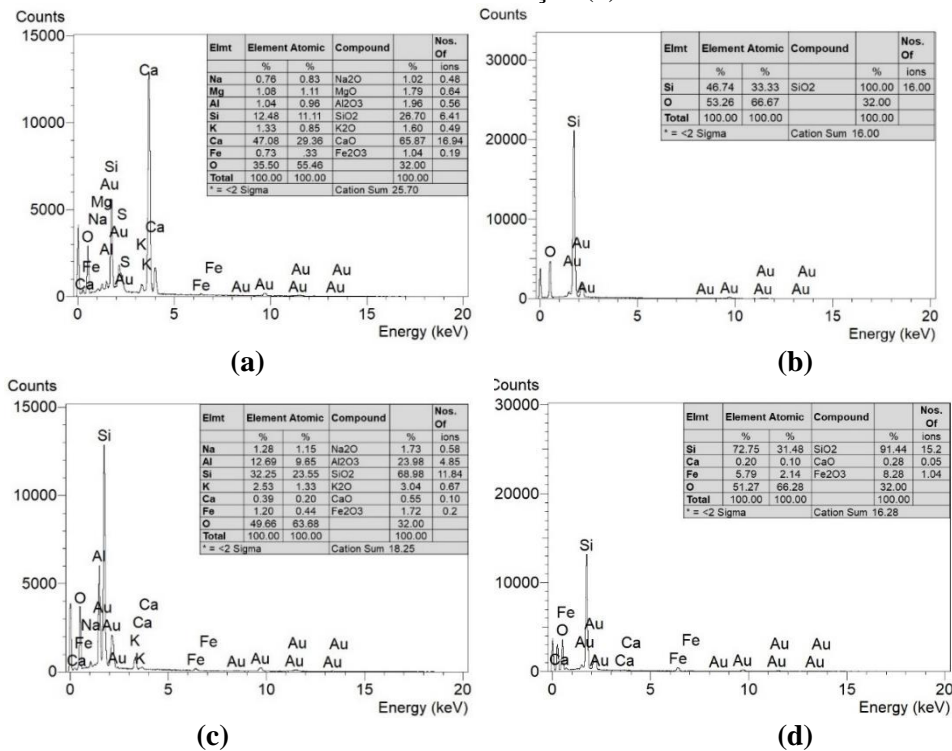 Counts
15000
10000
5000
0
0 5 10 15 20
Energy (keV)
Elmt Element Atomic Compound Nos. Of
% % % ions
Na 0.76 0.83 Na2O 1.02 0.48
Mg 1.08 1.11 MgO 1.79 0.64
Al 1.04 0.96 Al2O3 1.96 0.56
Si 12.48 11.11 SiO2 26.70 6.41
K 1.33 0.85 K2O 1.60 0.49
Ca 47.08 29.36 CaO 65.87 16.94
Fe 0.73 .33 Fe2O3 1.04 0.19
O 35.50 55.46 32.00
Total 100.00 100.00 100.00
* = <2 Sigma Cation Sum 25.70
Ca
Si
Au
Mg S
Na Au Ca
O Al S K
Fe Au K
Ca
Fe Au Au Au
Fe Au Au Au Au
(a)
Counts
30000
20000
10000
0
0 5 10 15 20
Energy (keV)
Elmt Element Atomic Compound Nos. Of
% % % ions
Si 46.74 33.33 SiO2 100.00 16.00
O 53.26 66.67 32.00
Total 100.00 100.00 100.00
* = <2 Sigma Cation Sum 16.00
Si
O Au
Au
Au
Au Au
Au Au Au Au
(b)
Counts
15000
10000
5000
0
0 5 10 15 20
Energy (keV)
Elmt Element Atomic Compound Nos. Of
% % % ions
Na 1.28 1.15 Na2O 1.73 0.58
Al 12.69 9.65 Al2O3 23.98 4.85
Si 32.25 23.55 SiO2 68.98 11.84
K 2.53 1.33 K2O 3.04 0.67
Ca 0.39 0.20 CaO 0.55 0.10
Fe 1.20 0.44 Fe2O3 1.72 0.2
O 49.66 63.68 32.00
Total 100.00 100.00 100.00
* = <2 Sigma Cation Sum 18.25
Si
Al
O Au Ca
Na Au Ca
Fe K
Ca Au K
Fe Au Au
Fe Au Au Au Au
(c)
Counts
30000
20000
10000
0
0 5 10 15 20
Energy (keV)
Elmt Element Atomic Compound Nos. Of
% % % ions
Si 72.75 31.48 SiO2 91.44 15.2
Ca 0.20 0.10 CaO 0.28 0.05
Fe 5.79 2.14 Fe2O3 8.28 1.04
O 51.27 66.28 32.00
Total 100.00 100.00 100.00
* = <2 Sigma Cation Sum 16.28
Si
Fe
O Au
Au Ca Fe Au Au
Ca Au Ca Fe Au Au Au Au
(d)